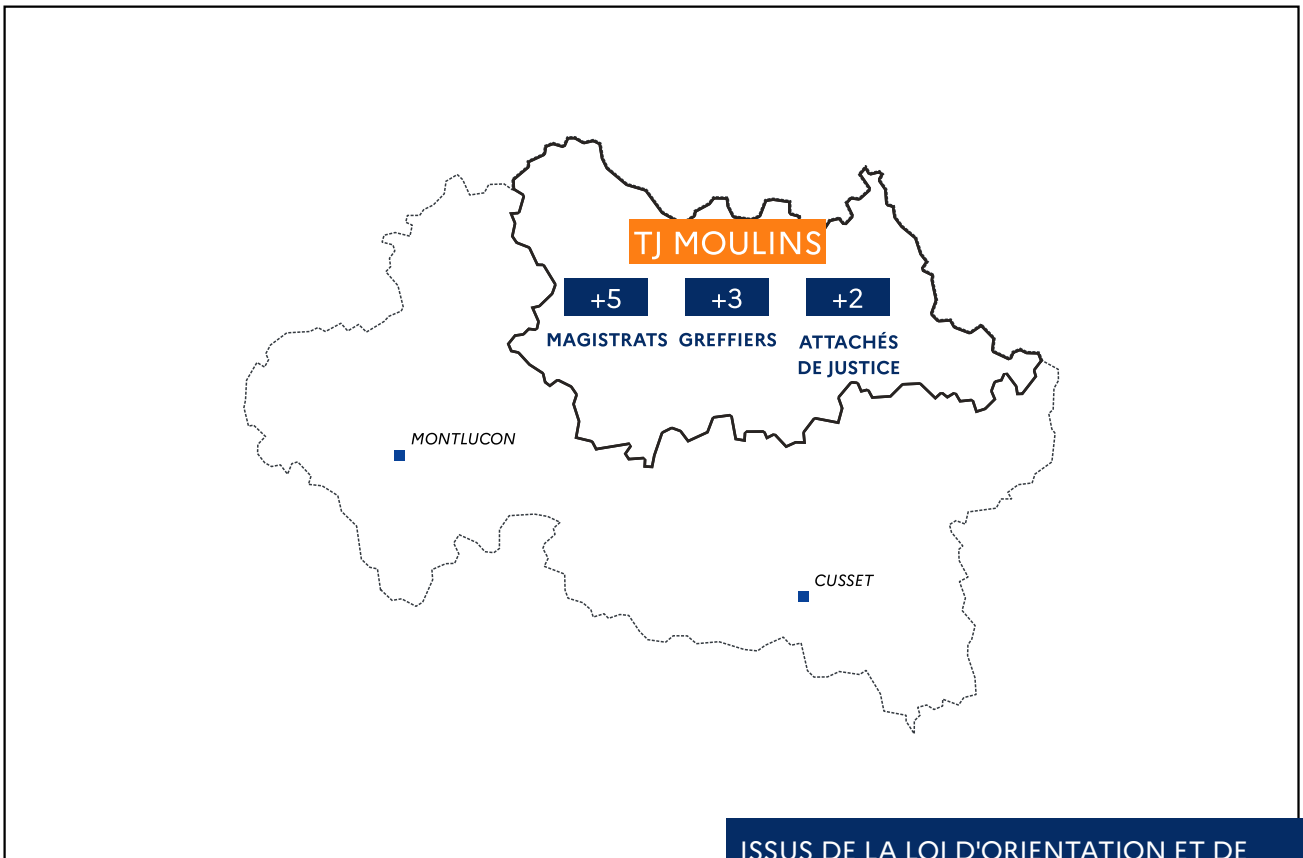 TJ MOULINS
+5
+3
+2
MAGISTRATS
GREFFIERS
ATTACHÉS
DE JUSTICE
MONTLUCON
CUSSET
ISSUS DE LA LOI D'ORIENTATION ET DE